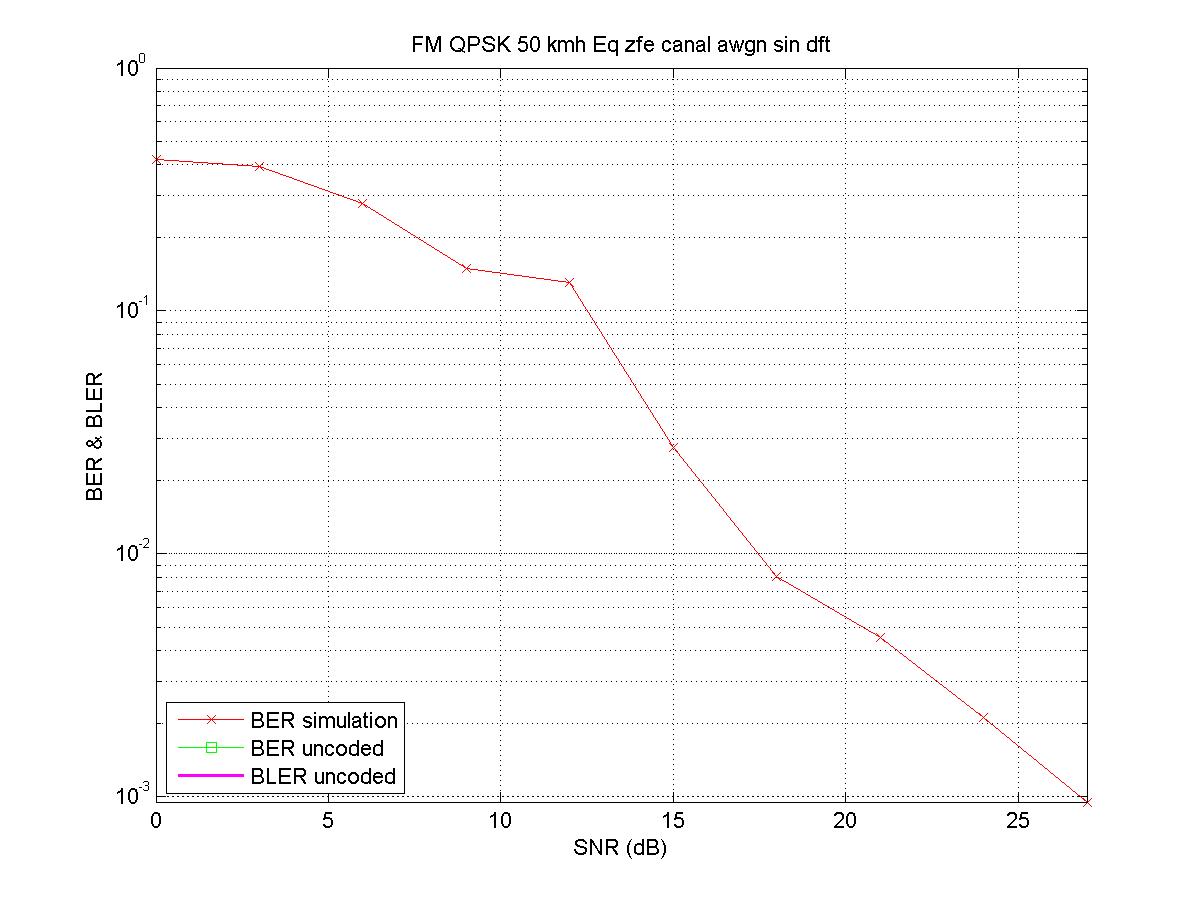 FM QPSK 50 kmh Eq zfe canal awgn sin dft
10^0
10^-1
10^-2
10^-3
BER & BLER
BER simulation
BER uncoded
BLER uncoded
0 5 10 15 20 25
SNR (dB)